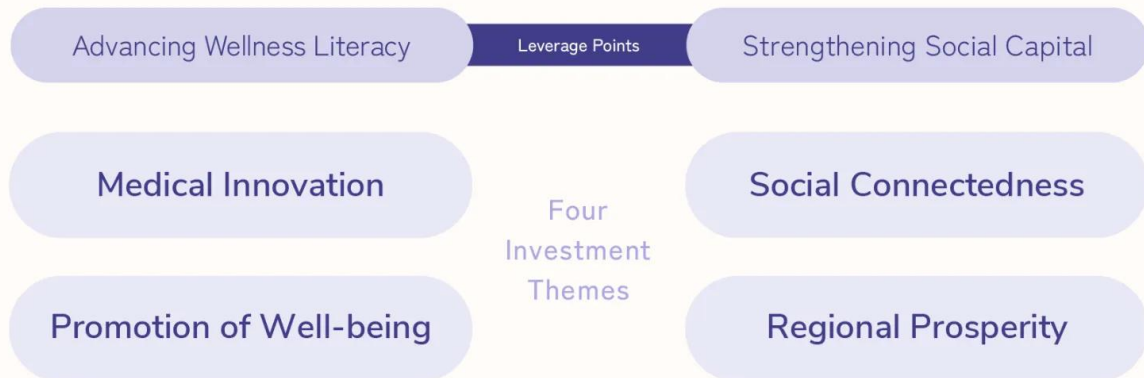 Advancing Wellness Literacy
Leverage Points
Strengthening Social Capital
Medical Innovation
Social Connectedness
Four
Investment
Themes
Promotion of Well-being
Regional Prosperity